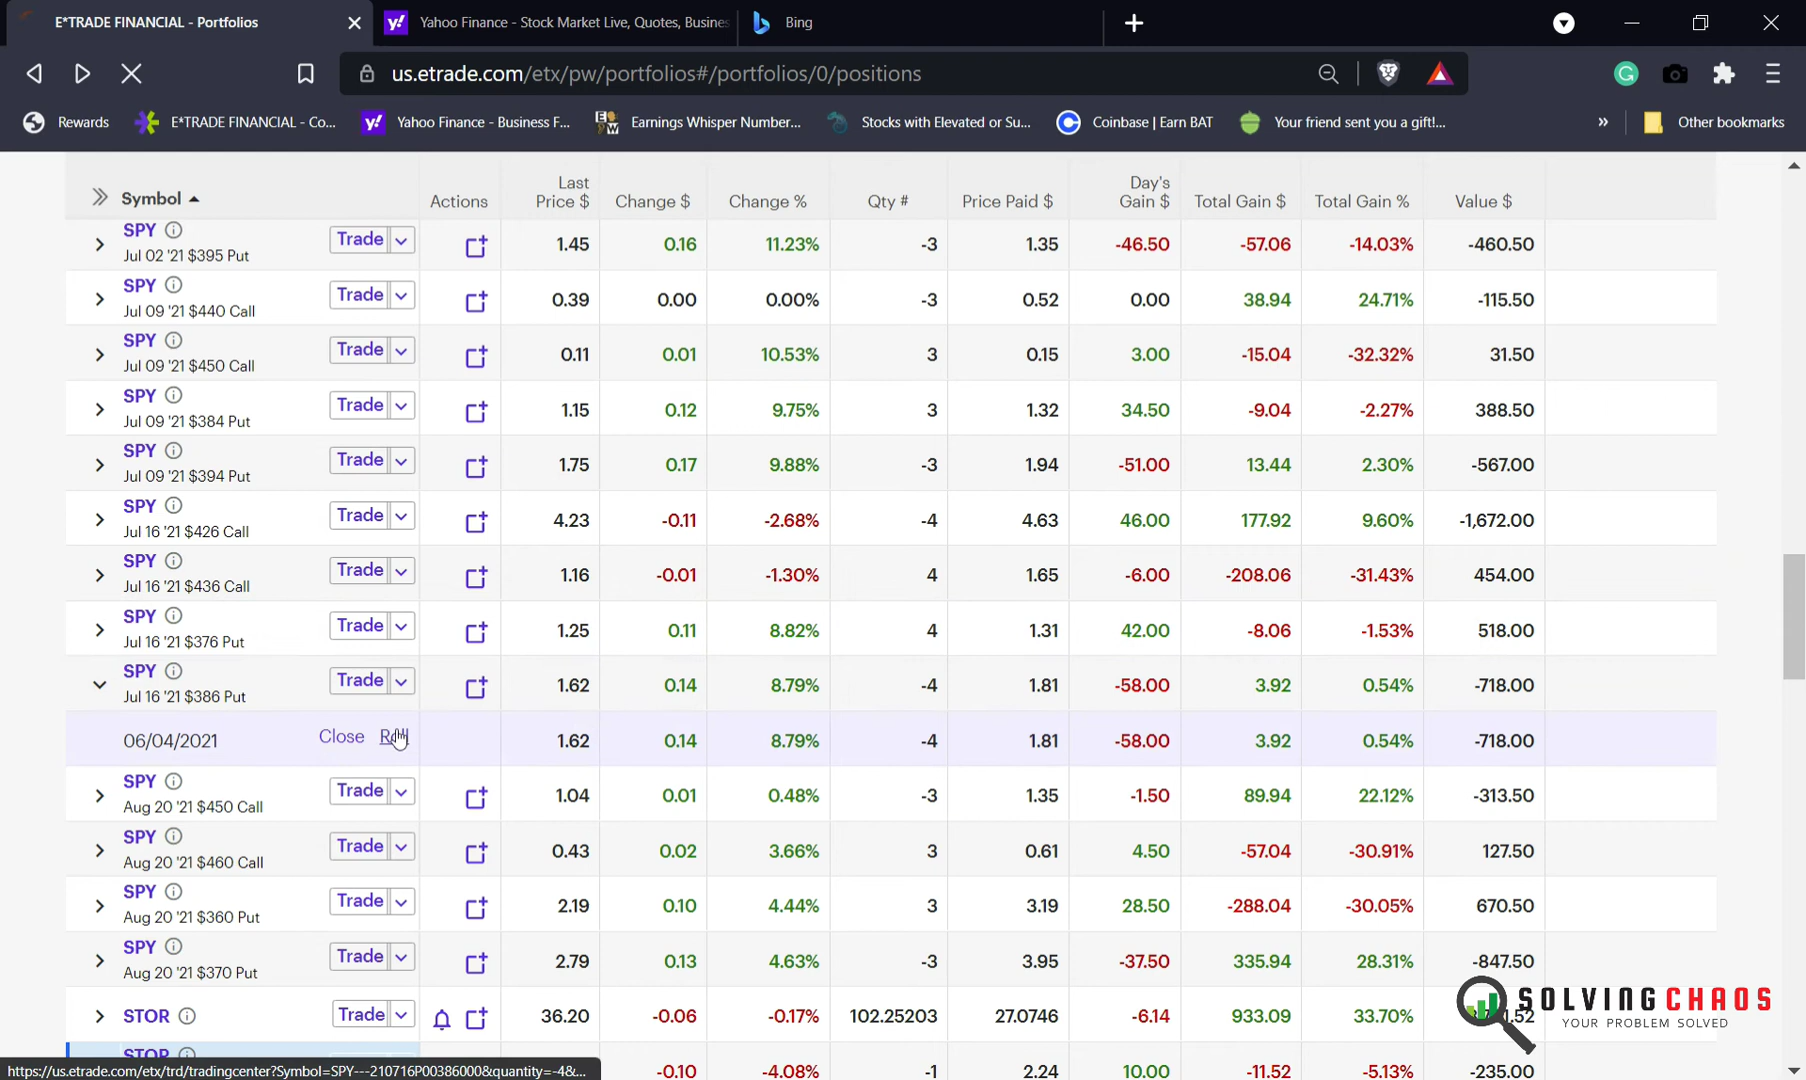 E*TRADE FINANCIAL - Portfolios
Yahoo Finance - Stock Market Live, Quotes, Busines
Bing
us.etrade.com/etx/pw/portfolios#/portfolios/0/positions
Rewards
E*TRADE FINANCIAL - Co...
Yahoo Finance - Business F...
Earnings Whisper Number...
Stocks with Elevated or Su...
Coinbase | Earn BAT
Your friend sent you a gift!...
»
Other bookmarks
Symbol Actions Last Price $ Change $ Change % Qty # Price Paid $ Day's Gain $ Total Gain $ Total Gain % Value $
SPY
Jul 02 '21 $395 Put Trade 1.45 0.16 11.23% -3 1.35 -46.50 -57.06 -14.03% -460.50
SPY
Jul 09 '21 $440 Call Trade 0.39 0.00 0.00% -3 0.52 0.00 38.94 24.71% -115.50
SPY
Jul 09 '21 $450 Call Trade 0.11 0.01 10.53% 3 0.15 3.00 -15.04 -32.32% 31.50
SPY
Jul 09 '21 $384 Put Trade 1.15 0.12 9.75% 3 1.32 34.50 -9.04 -2.27% 388.50
SPY
Jul 09 '21 $394 Put Trade 1.75 0.17 9.88% -3 1.94 -51.00 13.44 2.30% -567.00
SPY
Jul 16 '21 $426 Call Trade 4.23 -0.11 -2.68% -4 4.63 46.00 177.92 9.60% -1,672.00
SPY
Jul 16 '21 $436 Call Trade 1.16 -0.01 -1.30% 4 1.65 -6.00 -208.06 -31.43% 454.00
SPY
Jul 16 '21 $376 Put Trade 1.25 0.11 8.82% 4 1.31 42.00 -8.06 -1.53% 518.00
SPY
Jul 16 '21 $386 Put Trade 1.62 0.14 8.79% -4 1.81 -58.00 3.92 0.54% -718.00
06/04/2021 Close Roll 1.62 0.14 8.79% -4 1.81 -58.00 3.92 0.54% -718.00
SPY
Aug 20 '21 $450 Call Trade 1.04 0.01 0.48% -3 1.35 -1.50 89.94 22.12% -313.50
SPY
Aug 20 '21 $460 Call Trade 0.43 0.02 3.66% 3 0.61 4.50 -57.04 -30.91% 127.50
SPY
Aug 20 '21 $360 Put Trade 2.19 0.10 4.44% 3 3.19 28.50 -288.04 -30.05% 670.50
SPY
Aug 20 '21 $370 Put Trade 2.79 0.13 4.63% -3 3.95 -37.50 335.94 28.31% -847.50
STOR Trade 36.20 -0.06 -0.17% 102.25203 27.0746 -6.14 933.09 33.70%
STOR -0.10 -4.08% -1 2.24 10.00 -11.52 -5.13% -235.00
SOLVINGCHAOS
YOUR PROBLEM SOLVED
https://us.etrade.com/etx/trd/tradingcenter?Symbol=SPY---210716P00386000&quantity=-4&...